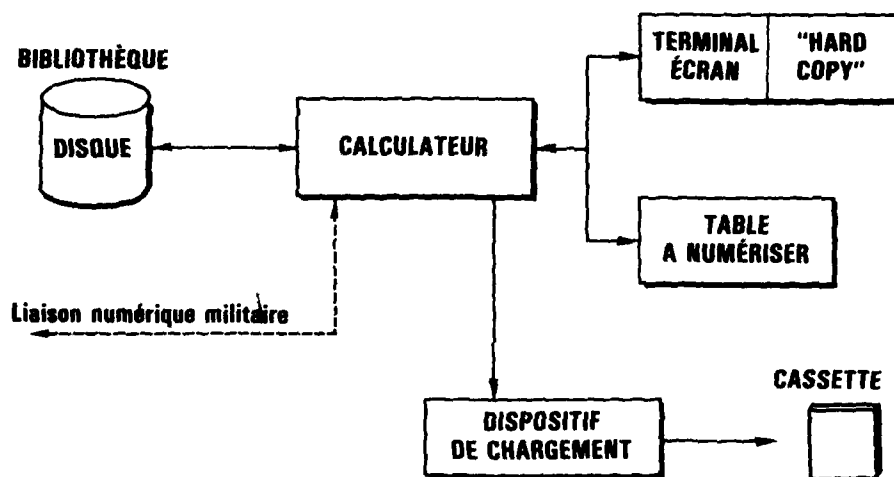 BIBLIOTHÈQUE
DISQUE
CALCULATEUR
TERMINAL
ÉCRAN
"HARD
COPY"
TABLE
A NUMÉRISER
Liaison numérique militaire
DISPOSITIF
DE CHARGEMENT
CASSETTE